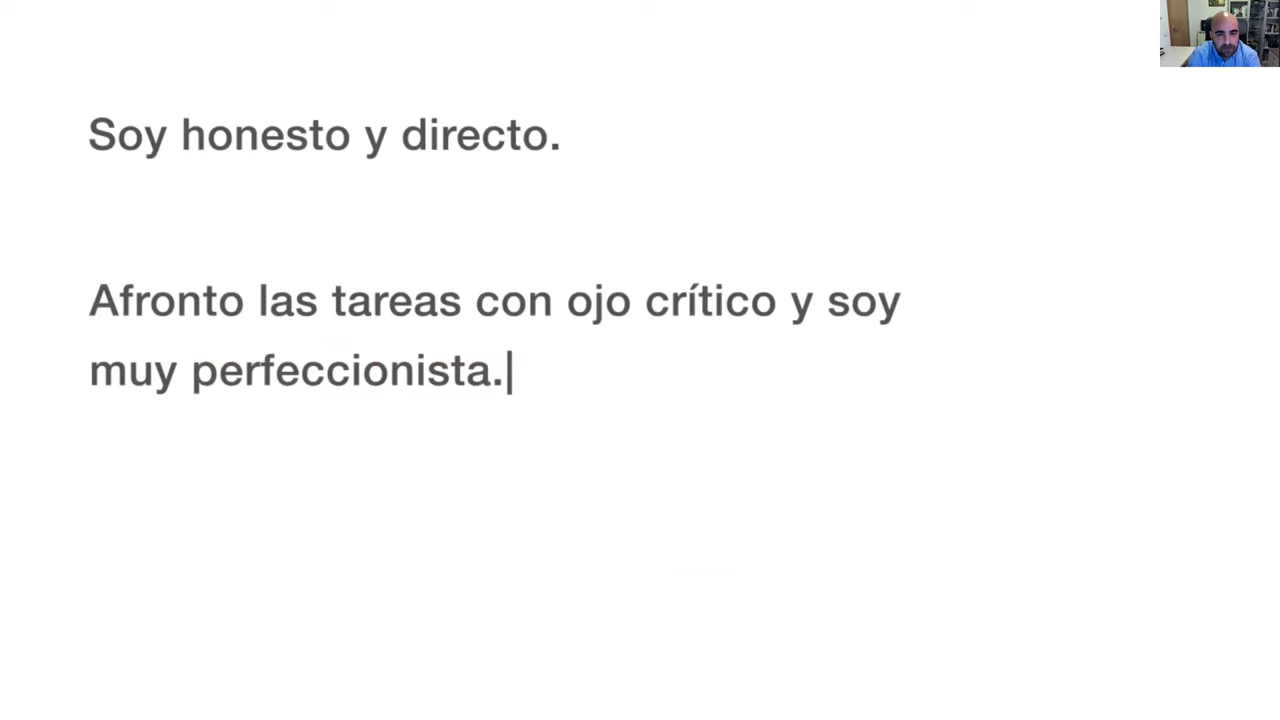 Soy honesto y directo.
Afronto las tareas con ojo crítico y soy
muy perfeccionista.